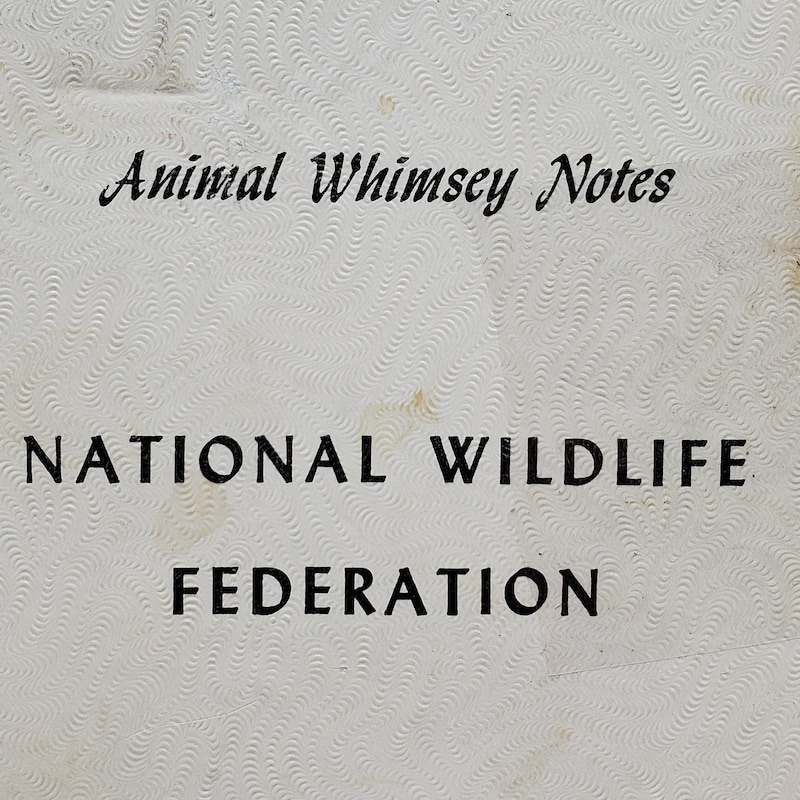 Animal Whimsey Notes
NATIONAL WILDLIFE
FEDERATION